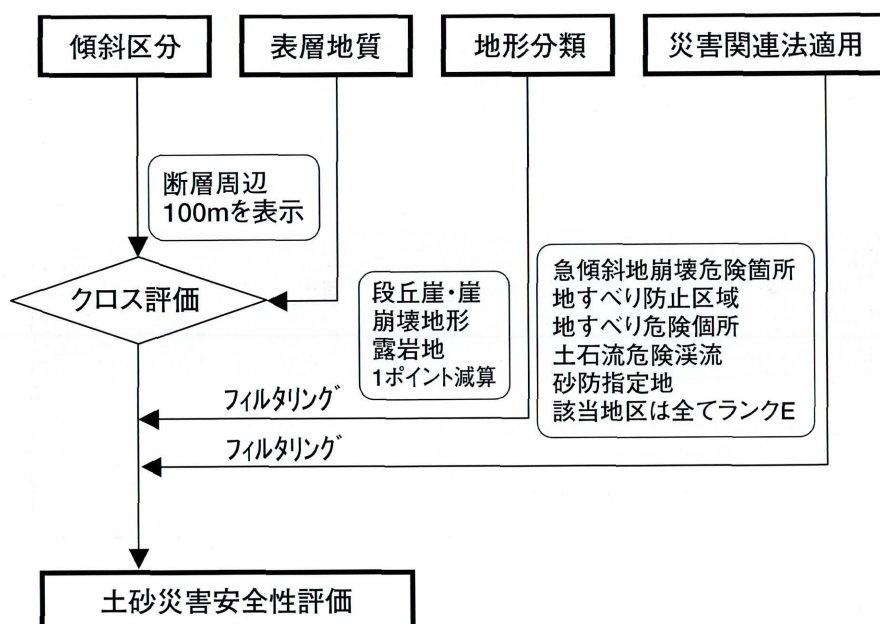 傾斜区分
表層地質
地形分類
災害関連法適用
断層周辺
100mを表示
クロス評価
段丘崖・崖
崩壊地形
露岩地
1ポイント減算
急傾斜地崩壊危険箇所
地すべり防止区域
地すべり危険個所
土石流危険渓流
砂防指定地
該当地区は全てランクE
フィルタリング
フィルタリング
土砂災害安全性評価